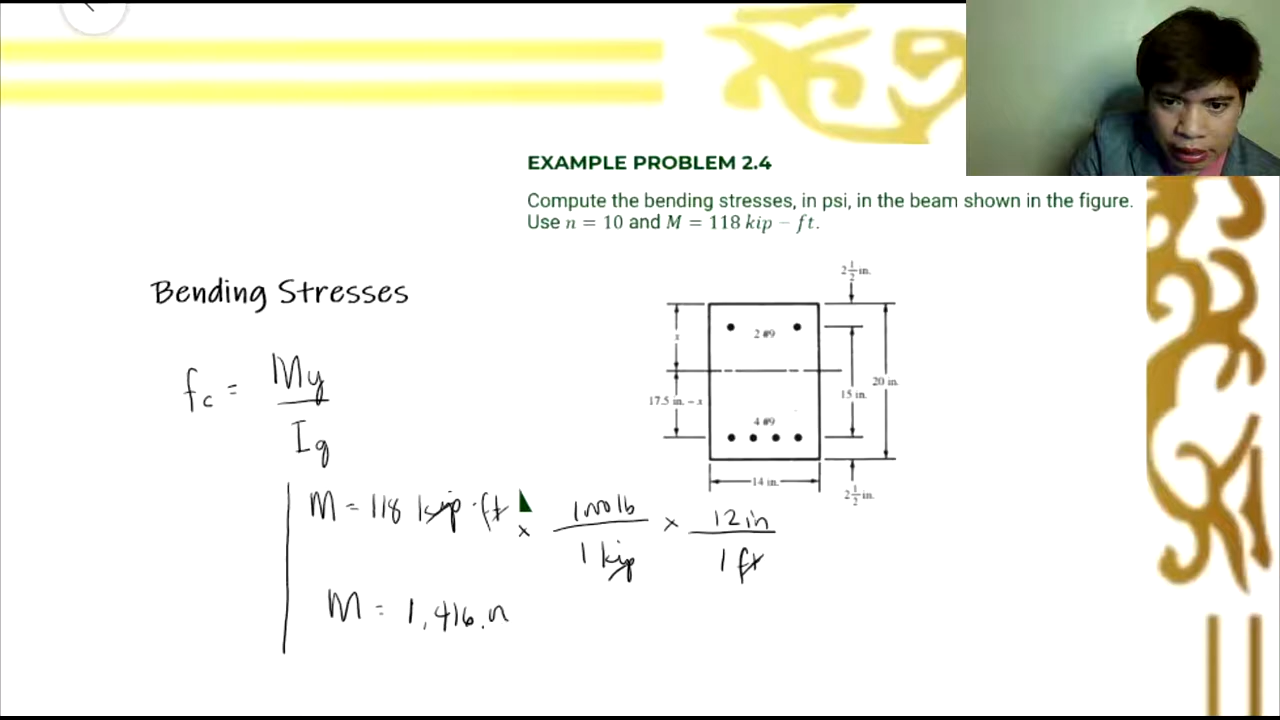 EXAMPLE PROBLEM 2.4
Compute the bending stresses, in psi, in the beam shown in the figure.
Use n = 10 and M = 118 kip − ft.
Bending Stresses
fc = My / Ig
2 1/2 in.
2 #9
x
20 in.
15 in.
17.5 in. − x
4 #9
14 in.
2 1/2 in.
M = 118 kip·ft × 1000 lb / 1 kip × 12 in / 1 ft
M = 1,416,